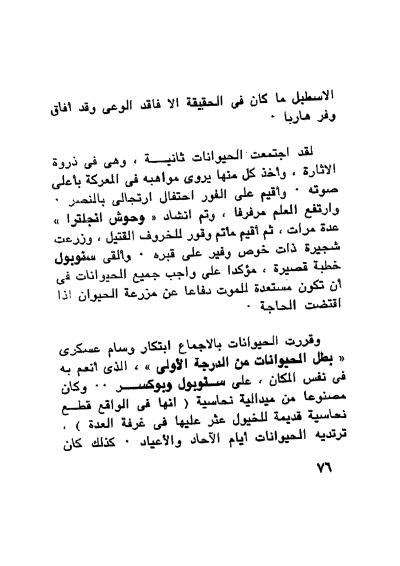 الاسطبل ما كان فى الحقيقة الا فاقد الوعى وقد أفاق
وفر هاربا ٠
لقد اجتمعت الحيوانات ثانيـــة ، وهى فى ذروة
الاثارة ، وأخذ كل منها يروى مواهبه فى المعركة بأعلى
صوته ٠ وأقيم على الفور احتفال ارتجالى بالنصر ٠
وارتفع العلم مرفرفا ، وتم انشاد « وحوش انجلترا »
عدة مرات ، ثم أقيم مأتم وقور للخروف القتيل ، وزرعت
شجيرة ذات خوص وفير على قبره ٠ وألقى سنوبول
خطبة قصيرة ، مؤكدا على واجب جميع الحيوانات فى
أن تكون مستعدة للموت دفاعا عن مزرعة الحيوان اذا
اقتضت الحاجة ٠
وقررت الحيوانات بالاجماع ابتكار وسام عسكرى
« بطل الحيوانات من الدرجة الأولى » ، الذى أنعم به
فى نفس المكان ، على سنوبول وبوكســر ٠٠ وكان
مصنوعا من ميدالية نحاسية ( انها فى الواقع قطــع
نحاسية قديمة للخيول عثر عليها فى غرفة العدة ) ،
ترتديه الحيوانات أيام الآحاد والأعياد ٠ كذلك كان
٧٦